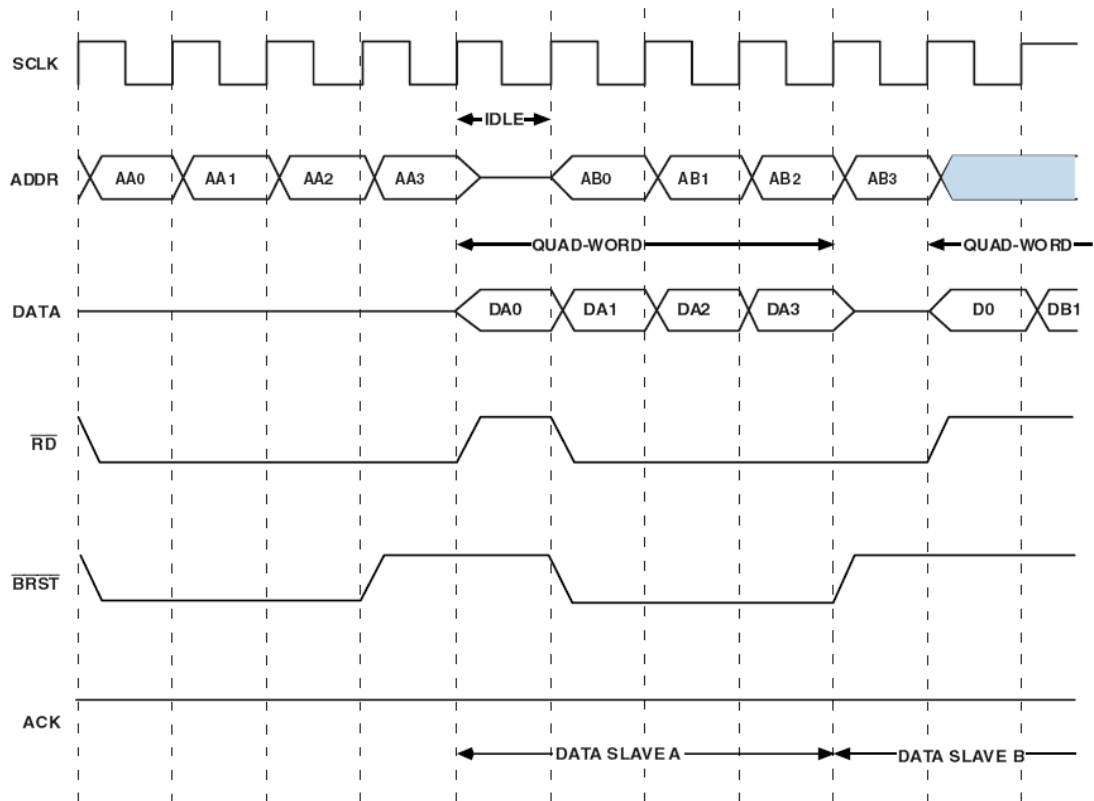 SCLK
IDLE
ADDR AA0 AA1 AA2 AA3 AB0 AB1 AB2 AB3
QUAD-WORD QUAD-WORD
DATA DA0 DA1 DA2 DA3 D0 DB1
RD
BRST
ACK
DATA SLAVE A DATA SLAVE B